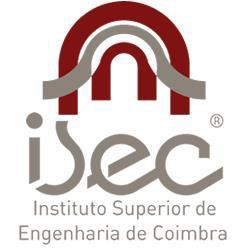 isec®
Instituto Superior de
Engenharia de Coimbra